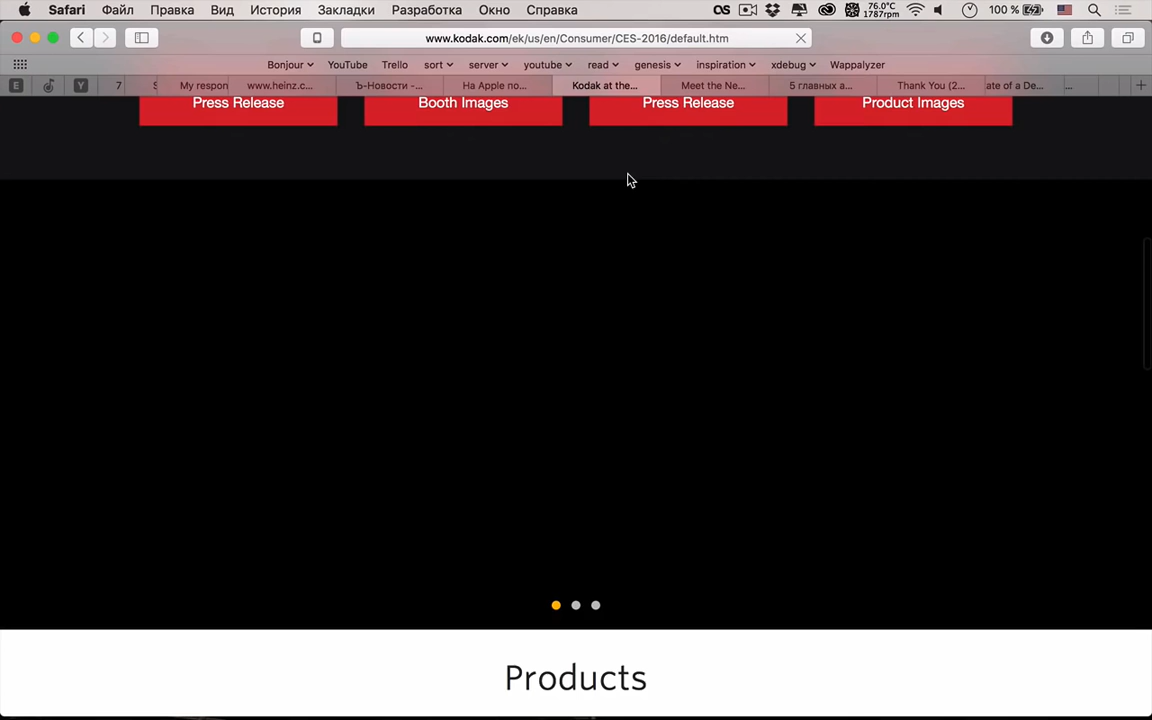 Safari Файл Правка Вид История Закладки Разработка Окно Справка 76.0°C 1787rpm 100 %
www.kodak.com/ek/us/en/Consumer/CES-2016/default.htm
Bonjour YouTube Trello sort server youtube read genesis inspiration xdebug Wappalyzer
E Y 7 My respon www.heinz.c... Ъ-Новости -... На Apple по... Kodak at the... Meet the Ne... 5 главных а... Thank You (2... ate of a De... ...
Press Release Booth Images Press Release Product Images
Products